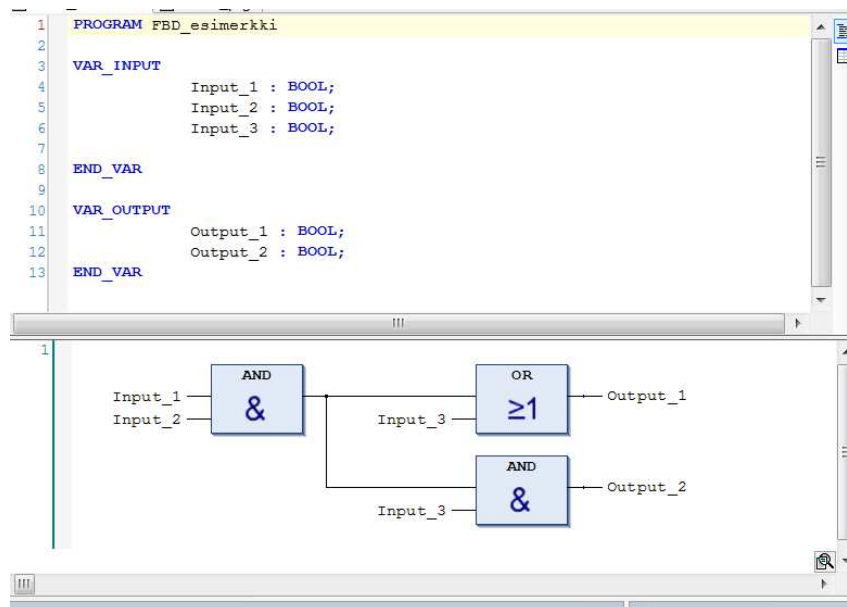 1 PROGRAM FBD_esimerkki
2
3 VAR_INPUT
4 Input_1 : BOOL;
5 Input_2 : BOOL;
6 Input_3 : BOOL;
7
8 END_VAR
9
10 VAR_OUTPUT
11 Output_1 : BOOL;
12 Output_2 : BOOL;
13 END_VAR
1
AND
OR
Input_1
&
≥1
Output_1
Input_2
Input_3
AND
&
Output_2
Input_3